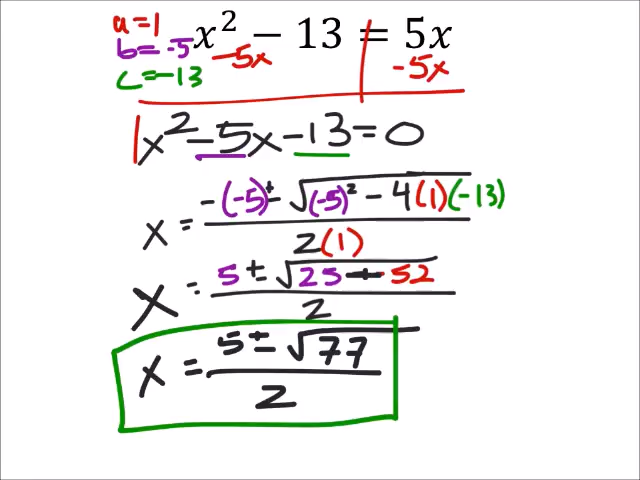 a=1
x² − 13 = 5x
b=-5
c=-13
-5x -5x
1x²-5x-13=0
x = -(-5)±√(-5)²-4(1)(-13) / 2(1)
x = 5±√25+52 / 2
x = 5±√77 / 2